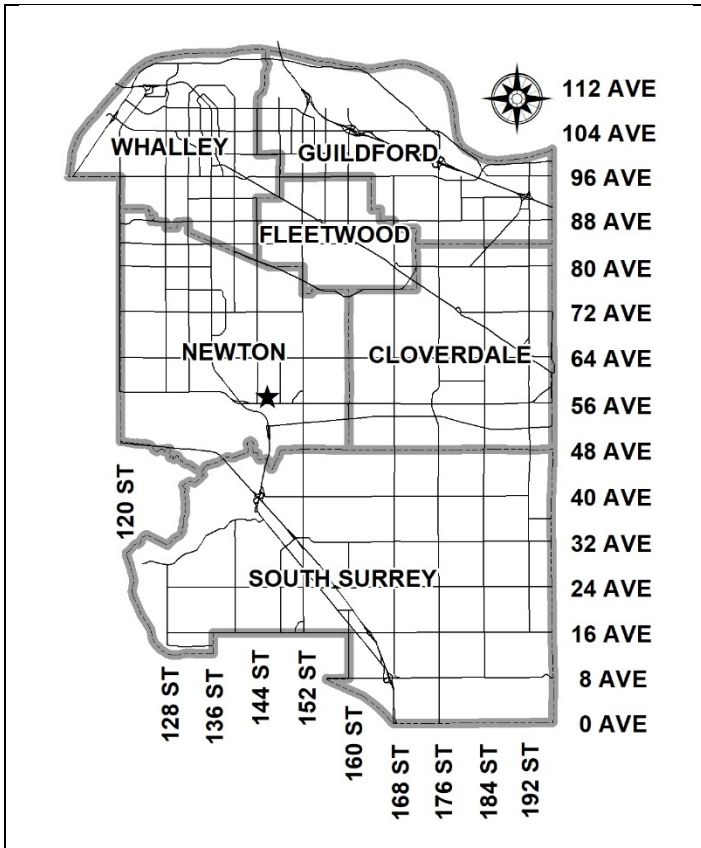 112 AVE
104 AVE
WHALLEY
GUILDFORD
96 AVE
88 AVE
FLEETWOOD
80 AVE
72 AVE
NEWTON
CLOVERDALE
64 AVE
56 AVE
48 AVE
120 ST
40 AVE
32 AVE
SOUTH SURREY
24 AVE
16 AVE
128 ST
136 ST
144 ST
152 ST
160 ST
168 ST
176 ST
184 ST
192 ST
8 AVE
0 AVE